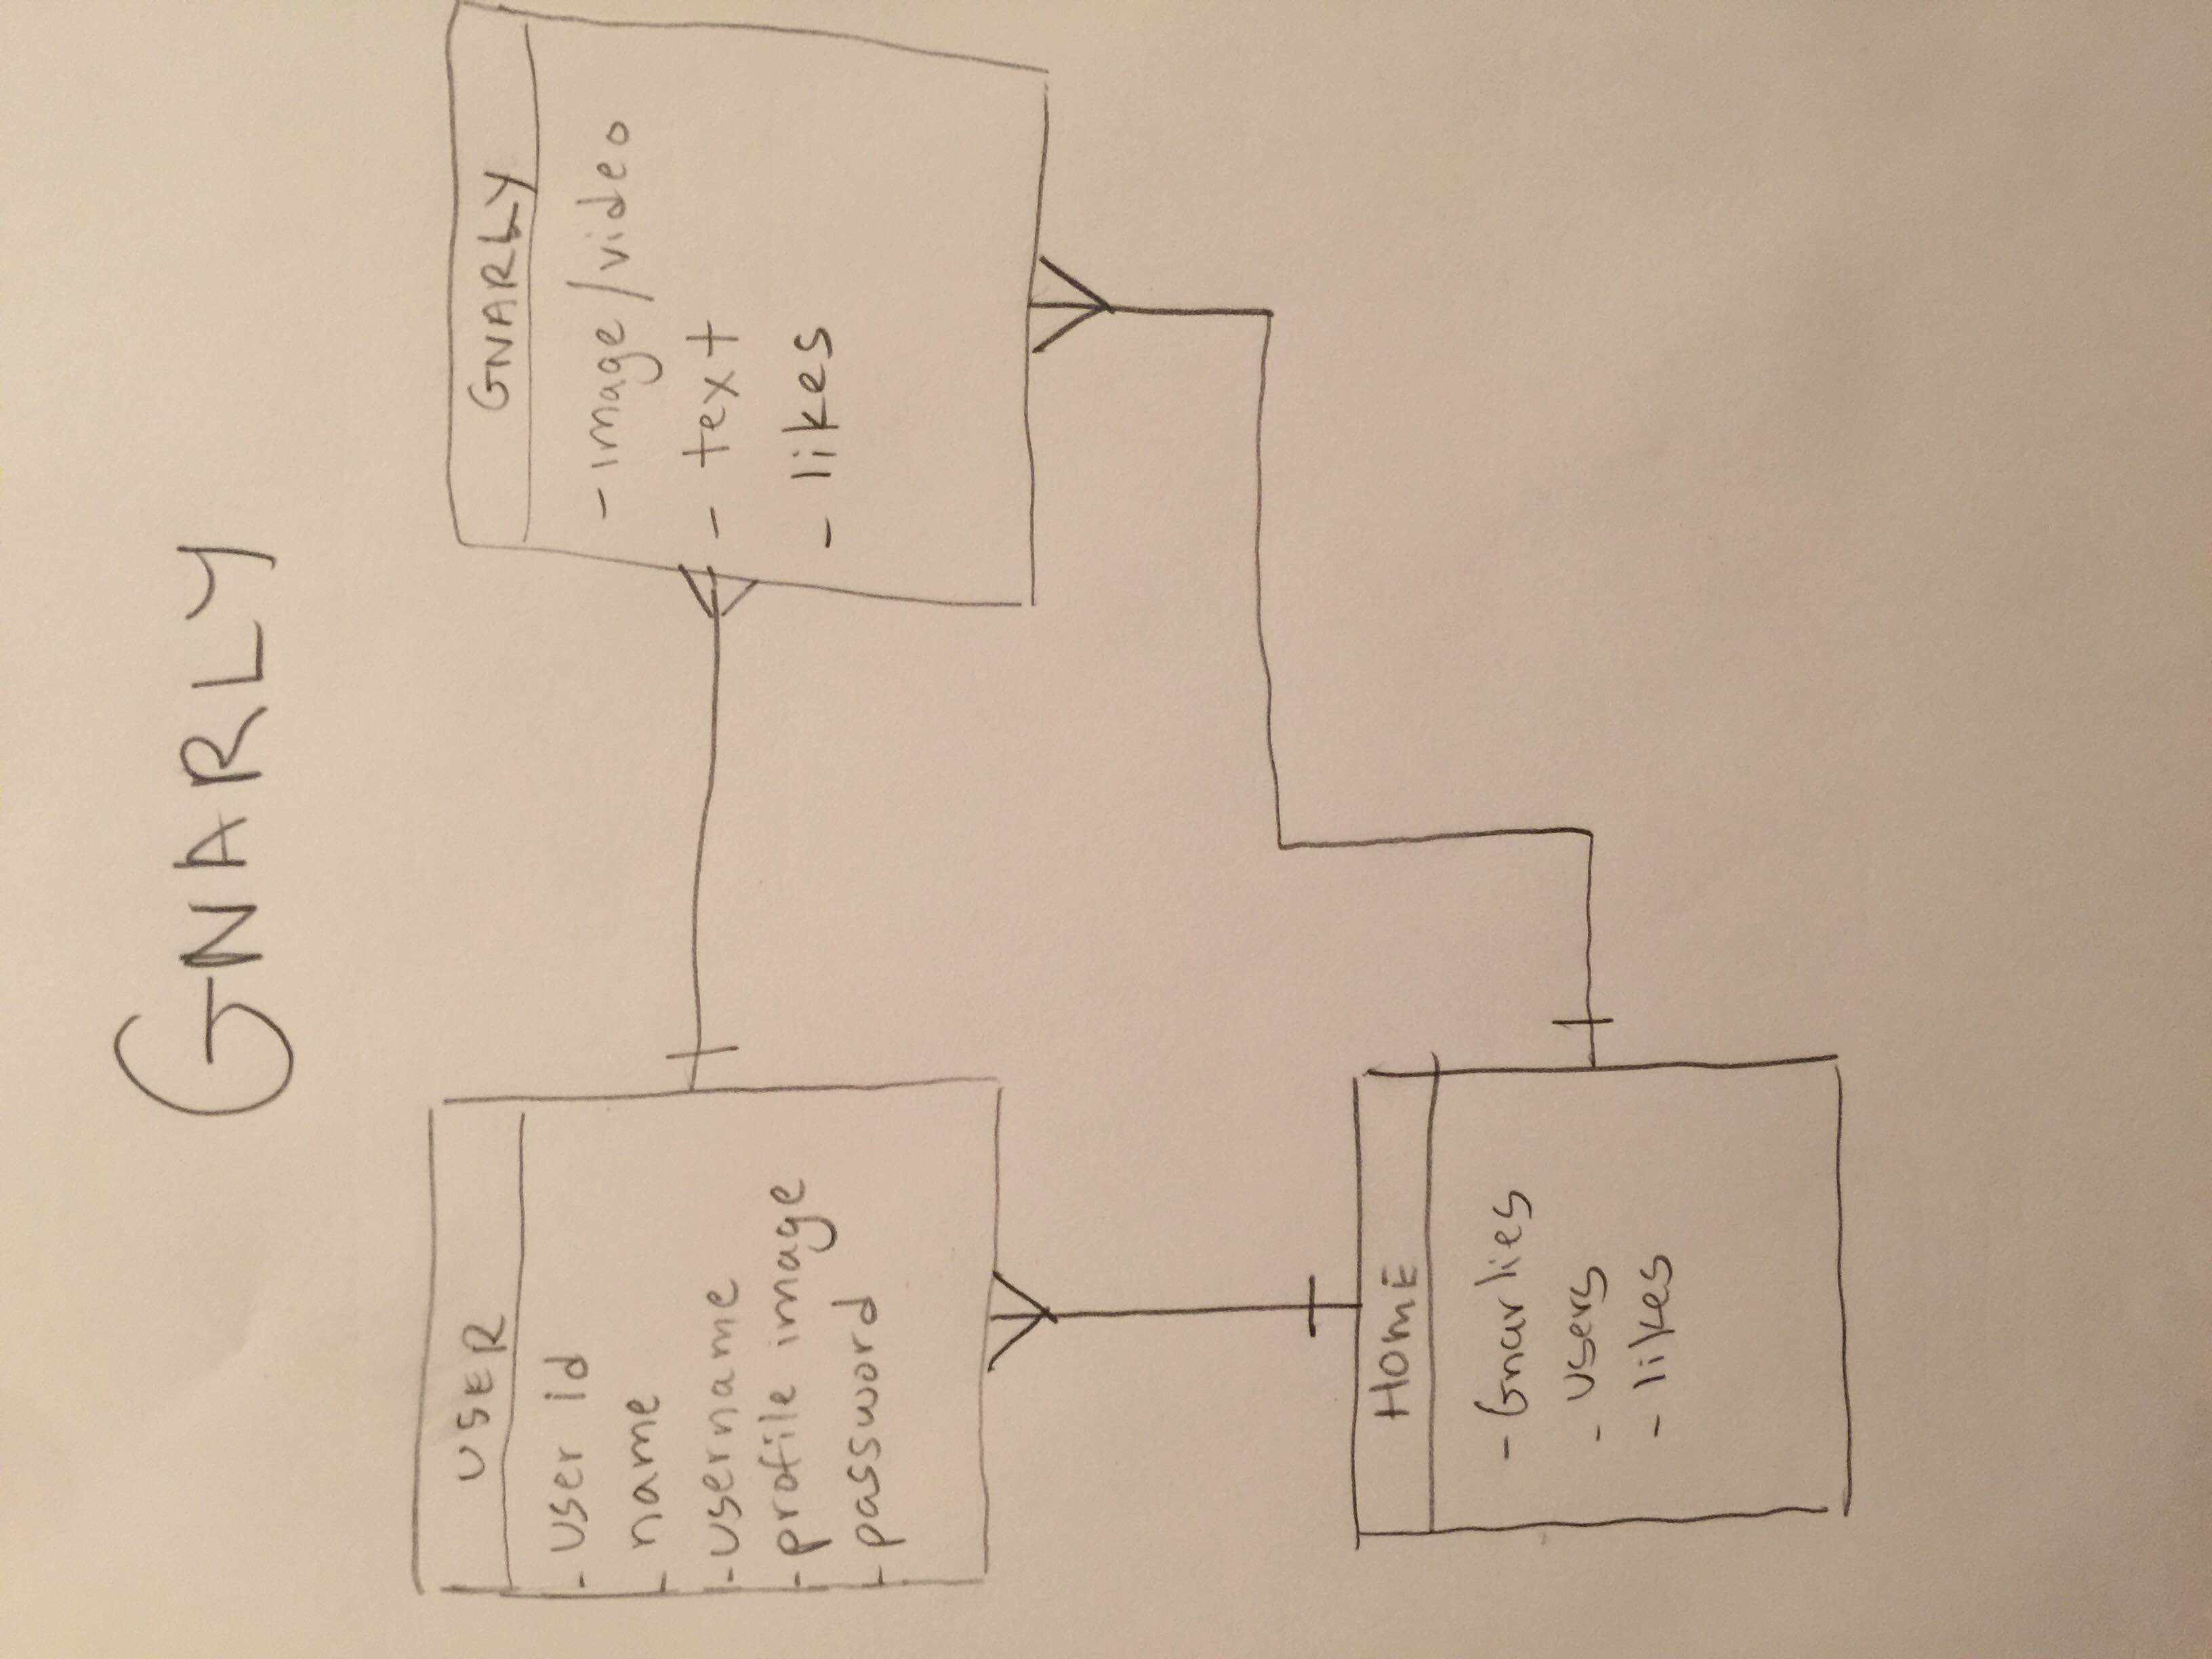 GNARLY
USER
- user id
- name
- username
- profile image
- password
GNARLY
- image/video
- text
- likes
HOME
- Gnarlies
- users
- likes